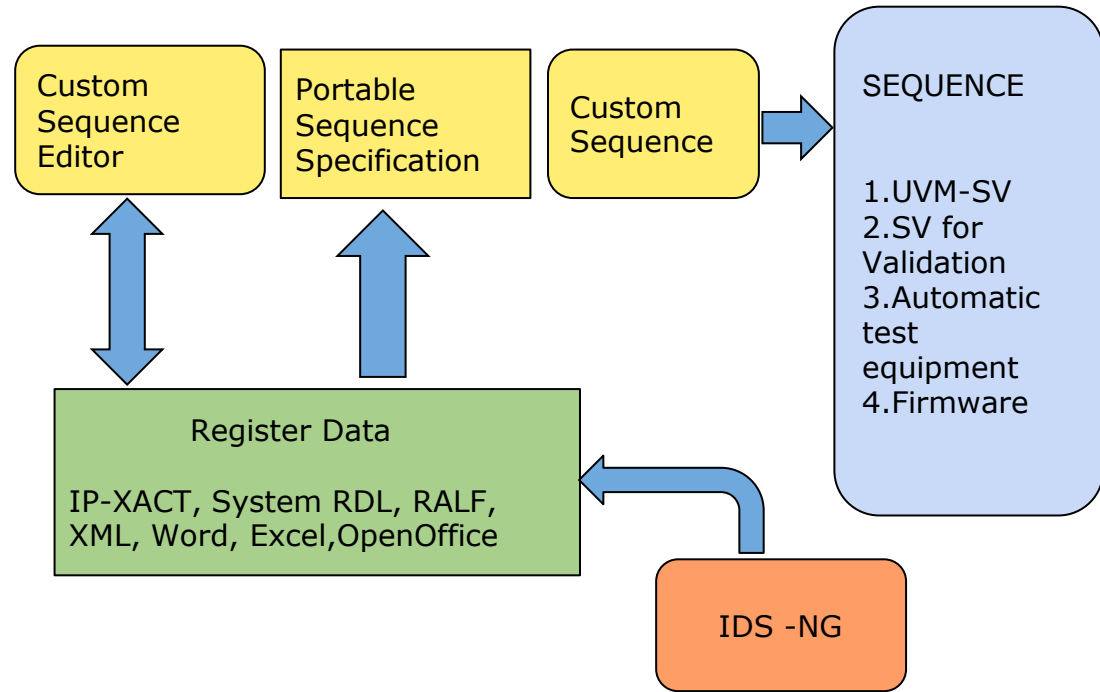 Custom
Sequence
Editor
Portable
Sequence
Specification
Custom
Sequence
SEQUENCE
1.UVM-SV
2.SV for
Validation
3.Automatic
test
equipment
4.Firmware
Register Data
IP-XACT, System RDL, RALF,
XML, Word, Excel,OpenOffice
IDS -NG